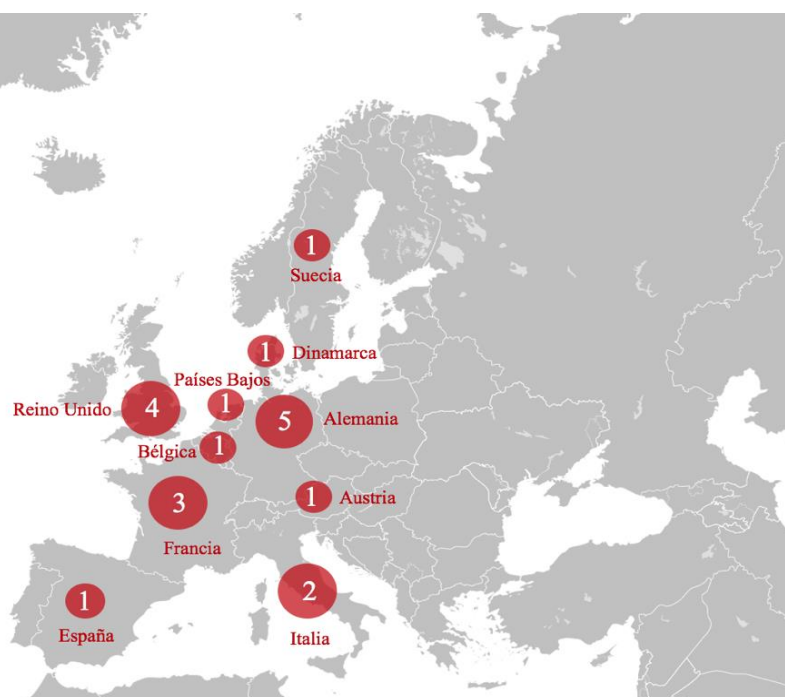 1
Suecia
1 Dinamarca
Países Bajos
Reino Unido 4 1 5 Alemania
Bélgica 1
3 1 Austria
Francia
1 2
España Italia